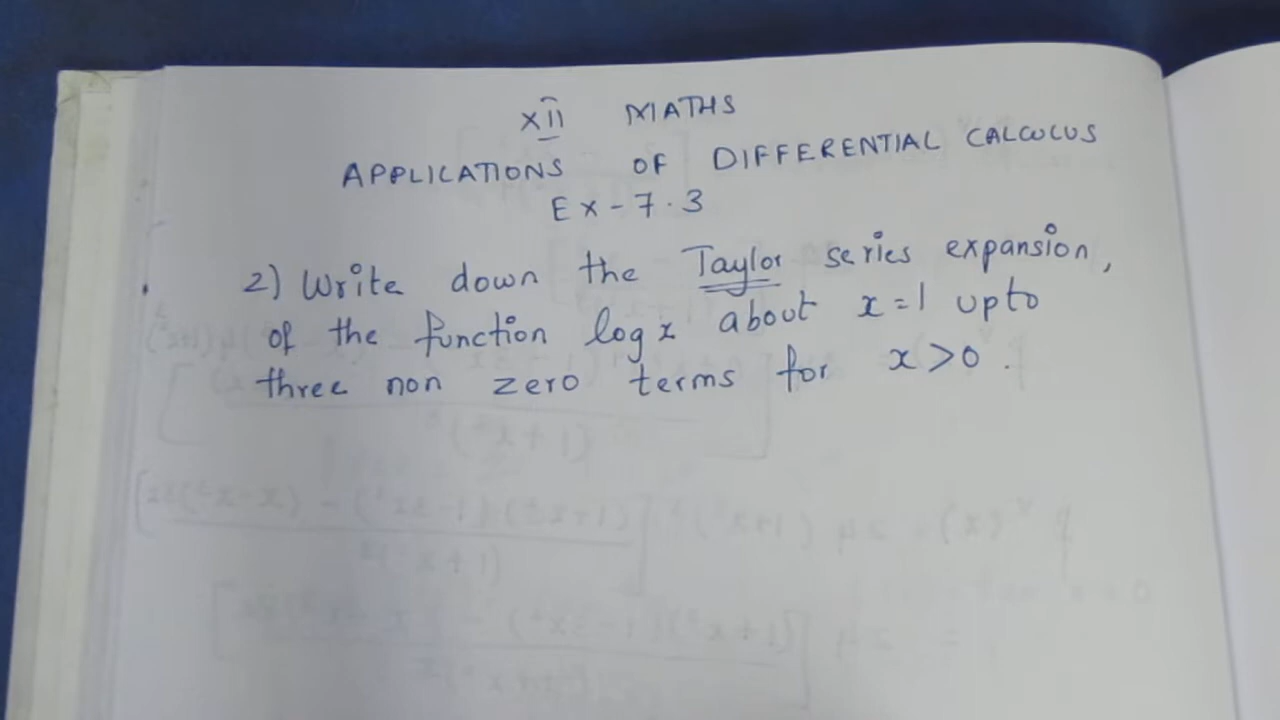 XII MATHS
APPLICATIONS OF DIFFERENTIAL CALCULUS
EX-7.3
2) Write down the Taylor series expansion,
of the function log x about x=1 upto
three non zero terms for x>0.